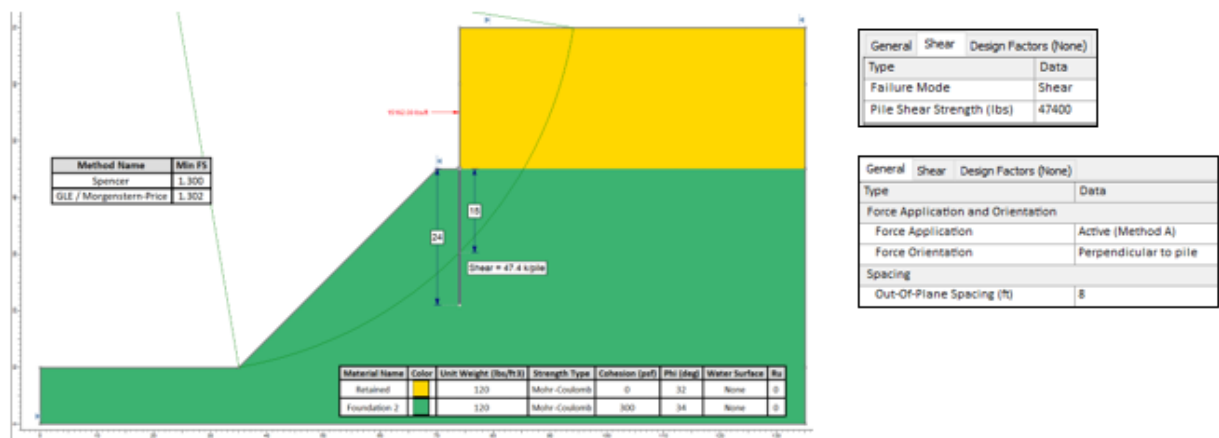 General Shear Design Factors (None)
Type Data
Failure Mode Shear
Pile Shear Strength (lbs) 47400
Method Name Min FS
Spencer 1.300
GLE / Morgenstern-Price 1.302
General Shear Design Factors (None)
Type Data
Force Application and Orientation
Force Application Active (Method A)
Force Orientation Perpendicular to pile
Spacing
Out-Of-Plane Spacing (ft) 8
24
Shear = 47.4 k/pile
Material Name Color Unit Weight (lbs/ft3) Strength Type Cohesion (psf) Phi (deg) Water Surface Ru
Retained 120 Mohr-Coulomb 0 32 None 0
Foundation 2 120 Mohr-Coulomb 300 34 None 0